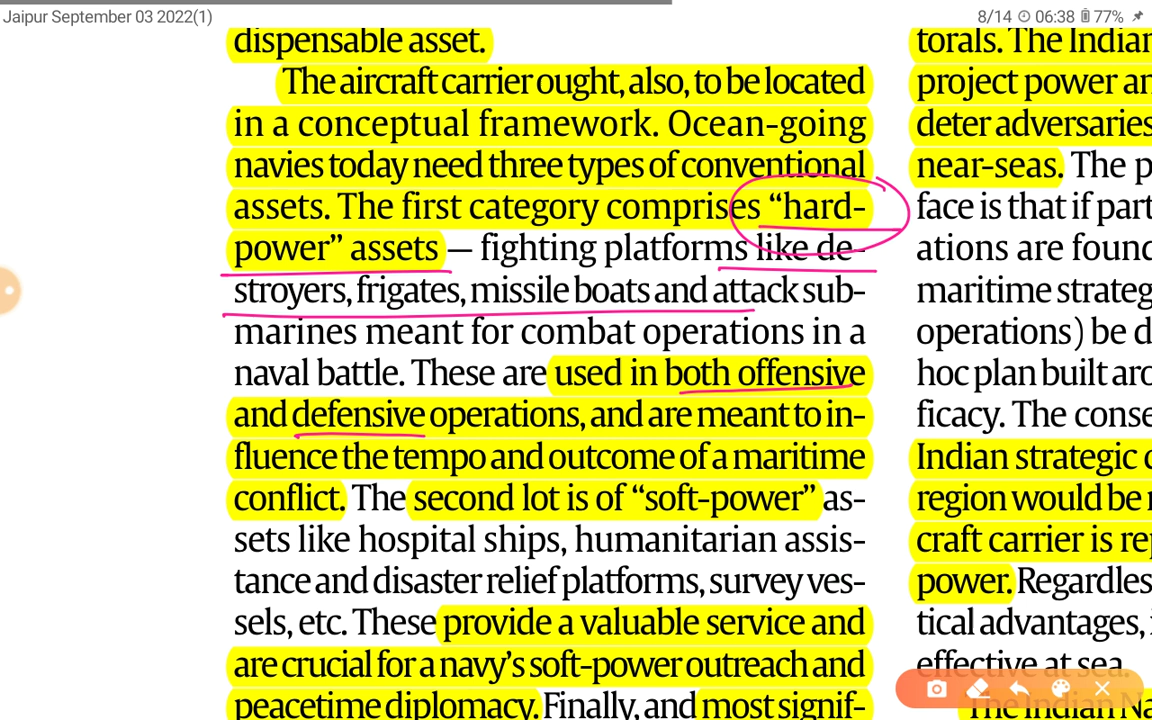 Jaipur September 03 2022(1)
8/14 06:38 77%
dispensable asset.
The aircraft carrier ought, also, to be located
in a conceptual framework. Ocean-going
navies today need three types of conventional
assets. The first category comprises “hard-
power” assets — fighting platforms like de-
stroyers, frigates, missile boats and attack sub-
marines meant for combat operations in a
naval battle. These are used in both offensive
and defensive operations, and are meant to in-
fluence the tempo and outcome of a maritime
conflict. The second lot is of “soft-power” as-
sets like hospital ships, humanitarian assis-
tance and disaster relief platforms, survey ves-
sels, etc. These provide a valuable service and
are crucial for a navy’s soft-power outreach and
peacetime diplomacy. Finally, and most signif-
torals. The Indian
project power an
deter adversaries
near-seas. The p
face is that if part
ations are found
maritime strateg
operations) be d
hoc plan built aro
ficacy. The conse
Indian strategic c
region would be
craft carrier is rep
power. Regardles
tical advantages,
effective at sea.
The Indian Na